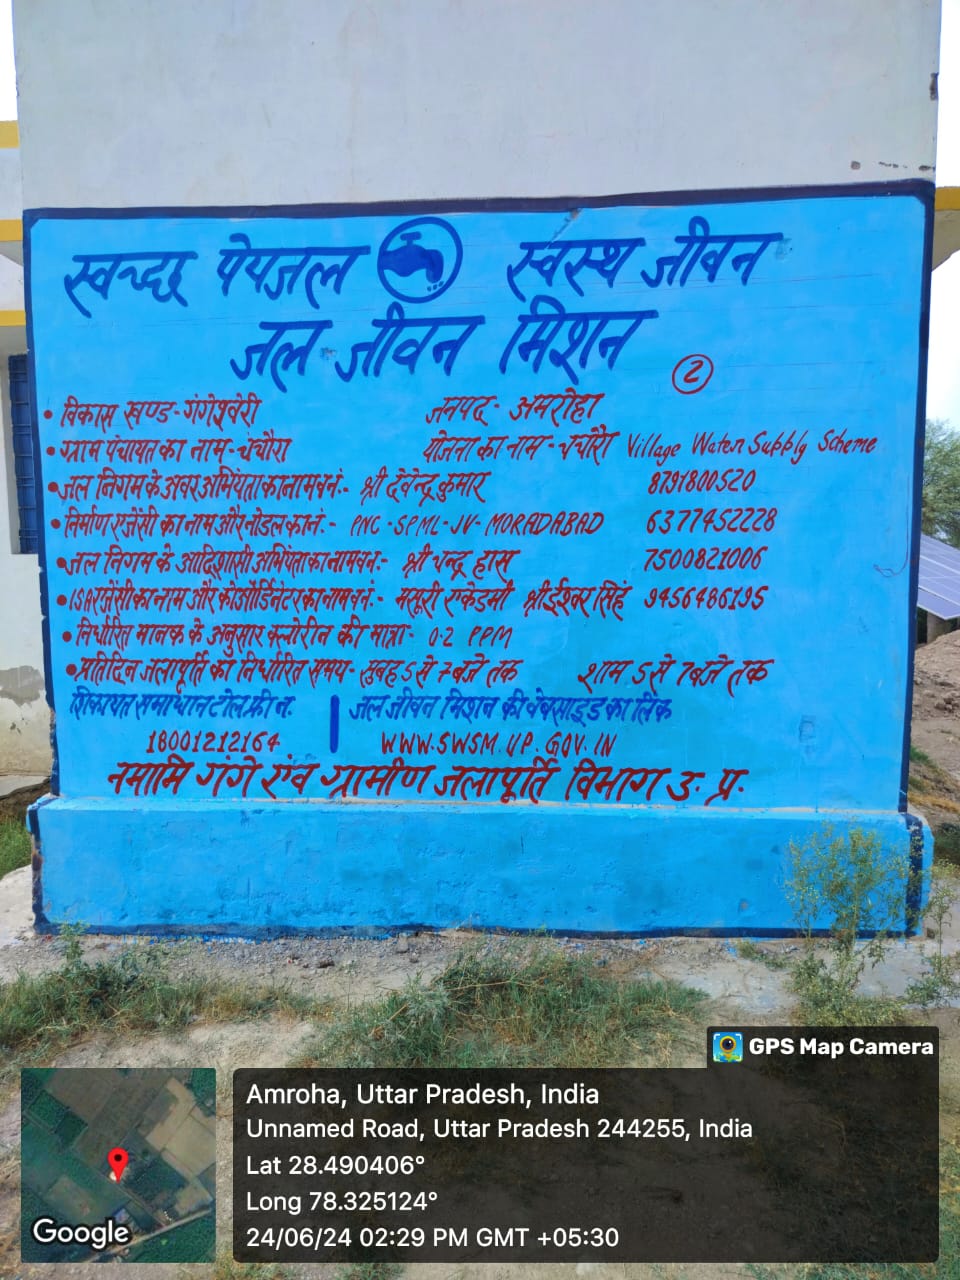 स्वच्छ पेयजल स्वस्थ जीवन
जल जीवन मिशन
2
• विकास खण्ड - गंगेश्वरी जनपद - अमरोहा
• ग्राम पंचायत का नाम - चचौरा योजना का नाम - चचौरा Village Water Supply Scheme
• जल निगम के अवर अभियंता का नाम व नं:- श्री देवेन्द्र कुमार 8791800520
• निर्माण एजेंसी का नाम और नोडल का नं:- PNC - SPML - JV - MORADABAD 6377452228
• जल निगम के आदिशासी अभियंता का नाम व नं:- श्री चन्द्र हास 7500821006
• ISA एजेंसी का नाम और कोऑर्डिनेटर का नाम व नं:- मसूरी एकेडमी श्री ईश्वर सिंह 9456486195
• निर्धारित मानक के अनुसार क्लोरीन की मात्रा:- 0.2 PPM
• प्रतिदिन जलापूर्ति का निर्धारित समय - सुबह 5 से 7 बजे तक शाम 5 से 7 बजे तक
शिकायत समाधान टोल फ्री न. | जल जीवन मिशन की वेबसाइड का लिंक
18001212164 WWW.SWSM.UP.GOV.IN
नमामि गंगे एंव ग्रामीण जलापूर्ति विभाग उ. प्र.
GPS Map Camera
Amroha, Uttar Pradesh, India
Unnamed Road, Uttar Pradesh 244255, India
Lat 28.490406°
Long 78.325124°
24/06/24 02:29 PM GMT +05:30
Google